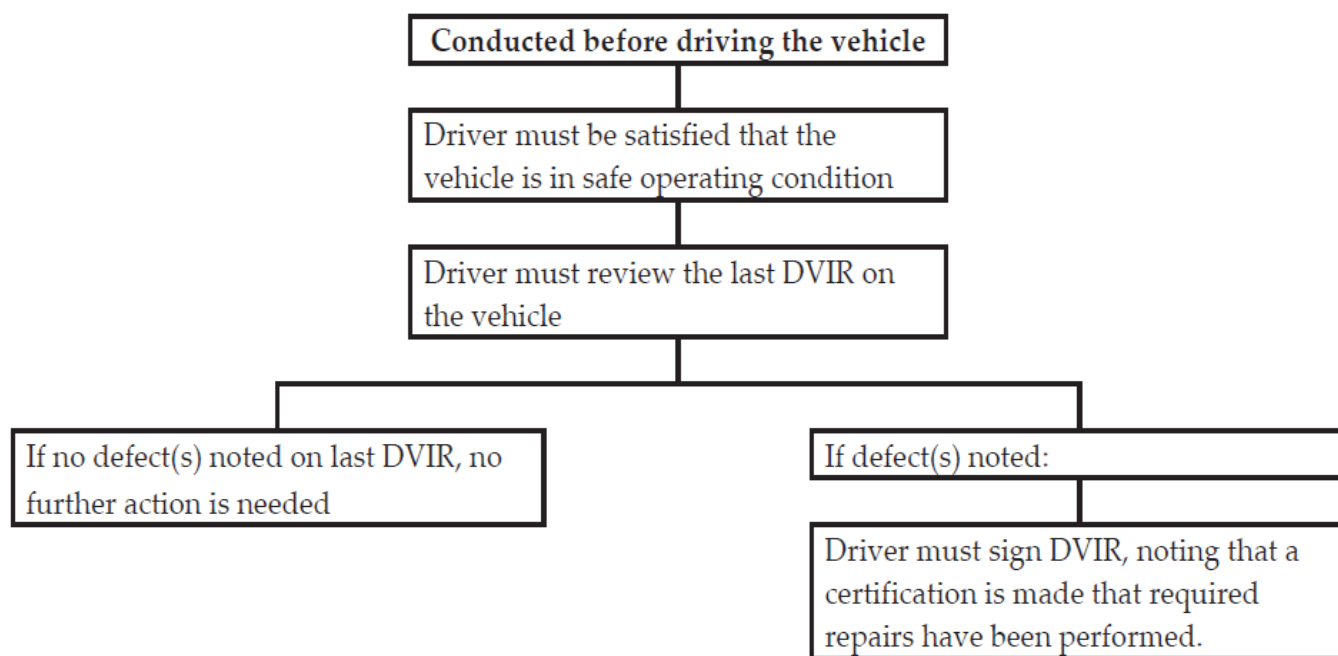 Conducted before driving the vehicle
Driver must be satisfied that the
vehicle is in safe operating condition
Driver must review the last DVIR on
the vehicle
If no defect(s) noted on last DVIR, no
further action is needed
If defect(s) noted:
Driver must sign DVIR, noting that a
certification is made that required
repairs have been performed.